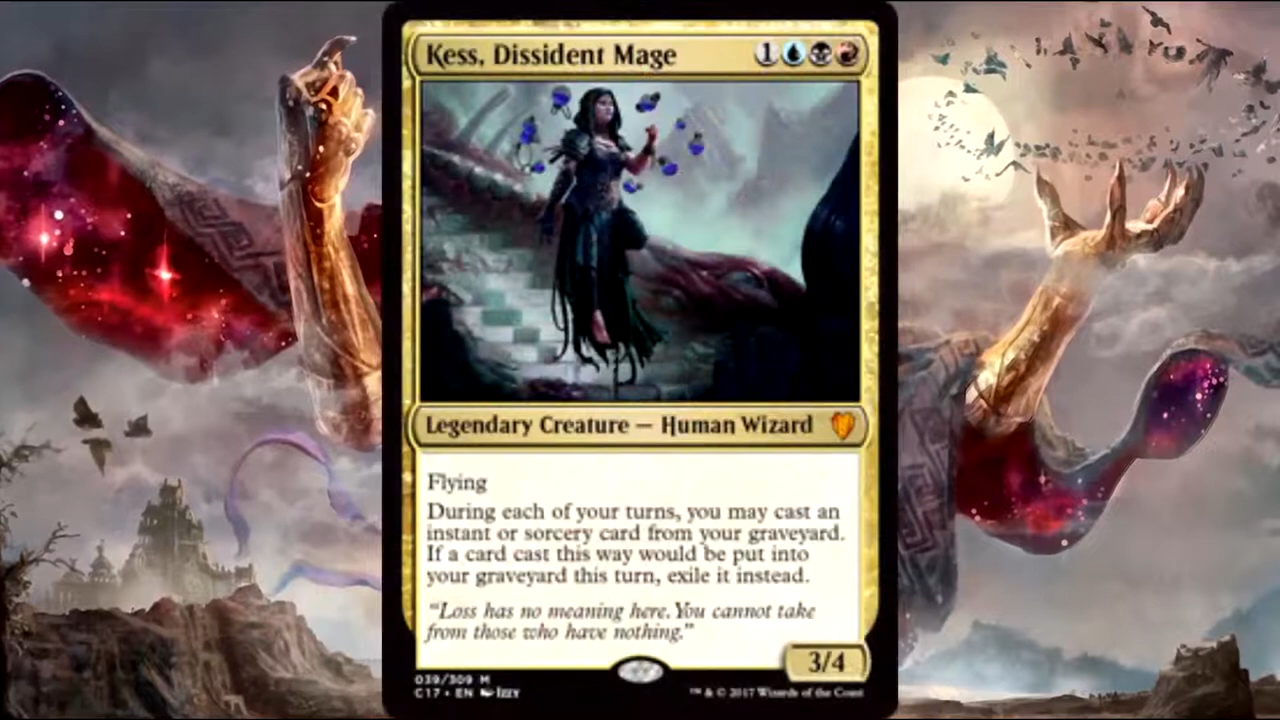 Kess, Dissident Mage 1
Legendary Creature — Human Wizard
Flying
During each of your turns, you may cast an
instant or sorcery card from your graveyard.
If a card cast this way would be put into
your graveyard this turn, exile it instead.
“Loss has no meaning here. You cannot take
from those who have nothing.”
3/4
039/309 M
C17 • EN Izzy
™ & © 2017 Wizards of the Coast